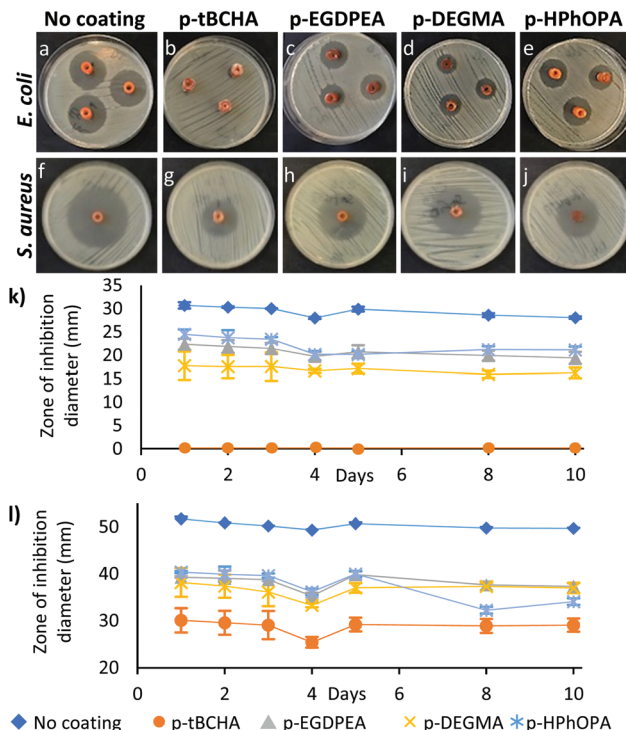 No coating p-tBCHA p-EGDPEA p-DEGMA p-HPhOPA
E. coli
a b c d e
S. aureus
f g h i j
k)
Zone of inhibition
diameter (mm)
35
30
25
20
15
10
5
0
0 2 4 Days 6 8 10
l)
Zone of inhibition
diameter (mm)
50
40
30
20
0 2 4 Days 6 8 10
No coating p-tBCHA p-EGDPEA p-DEGMA p-HPhOPA